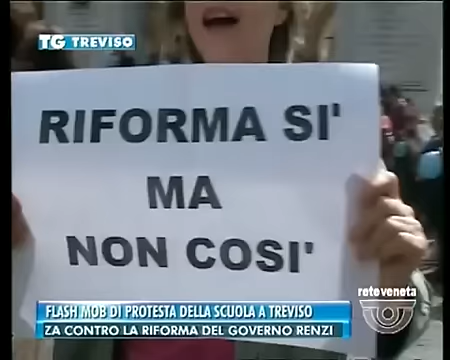 TG TREVISO
RIFORMA SI'
MA
NON COSI'
reteveneta
FLASH MOB DI PROTESTA DELLA SCUOLA A TREVISO
ZA CONTRO LA RIFORMA DEL GOVERNO RENZI